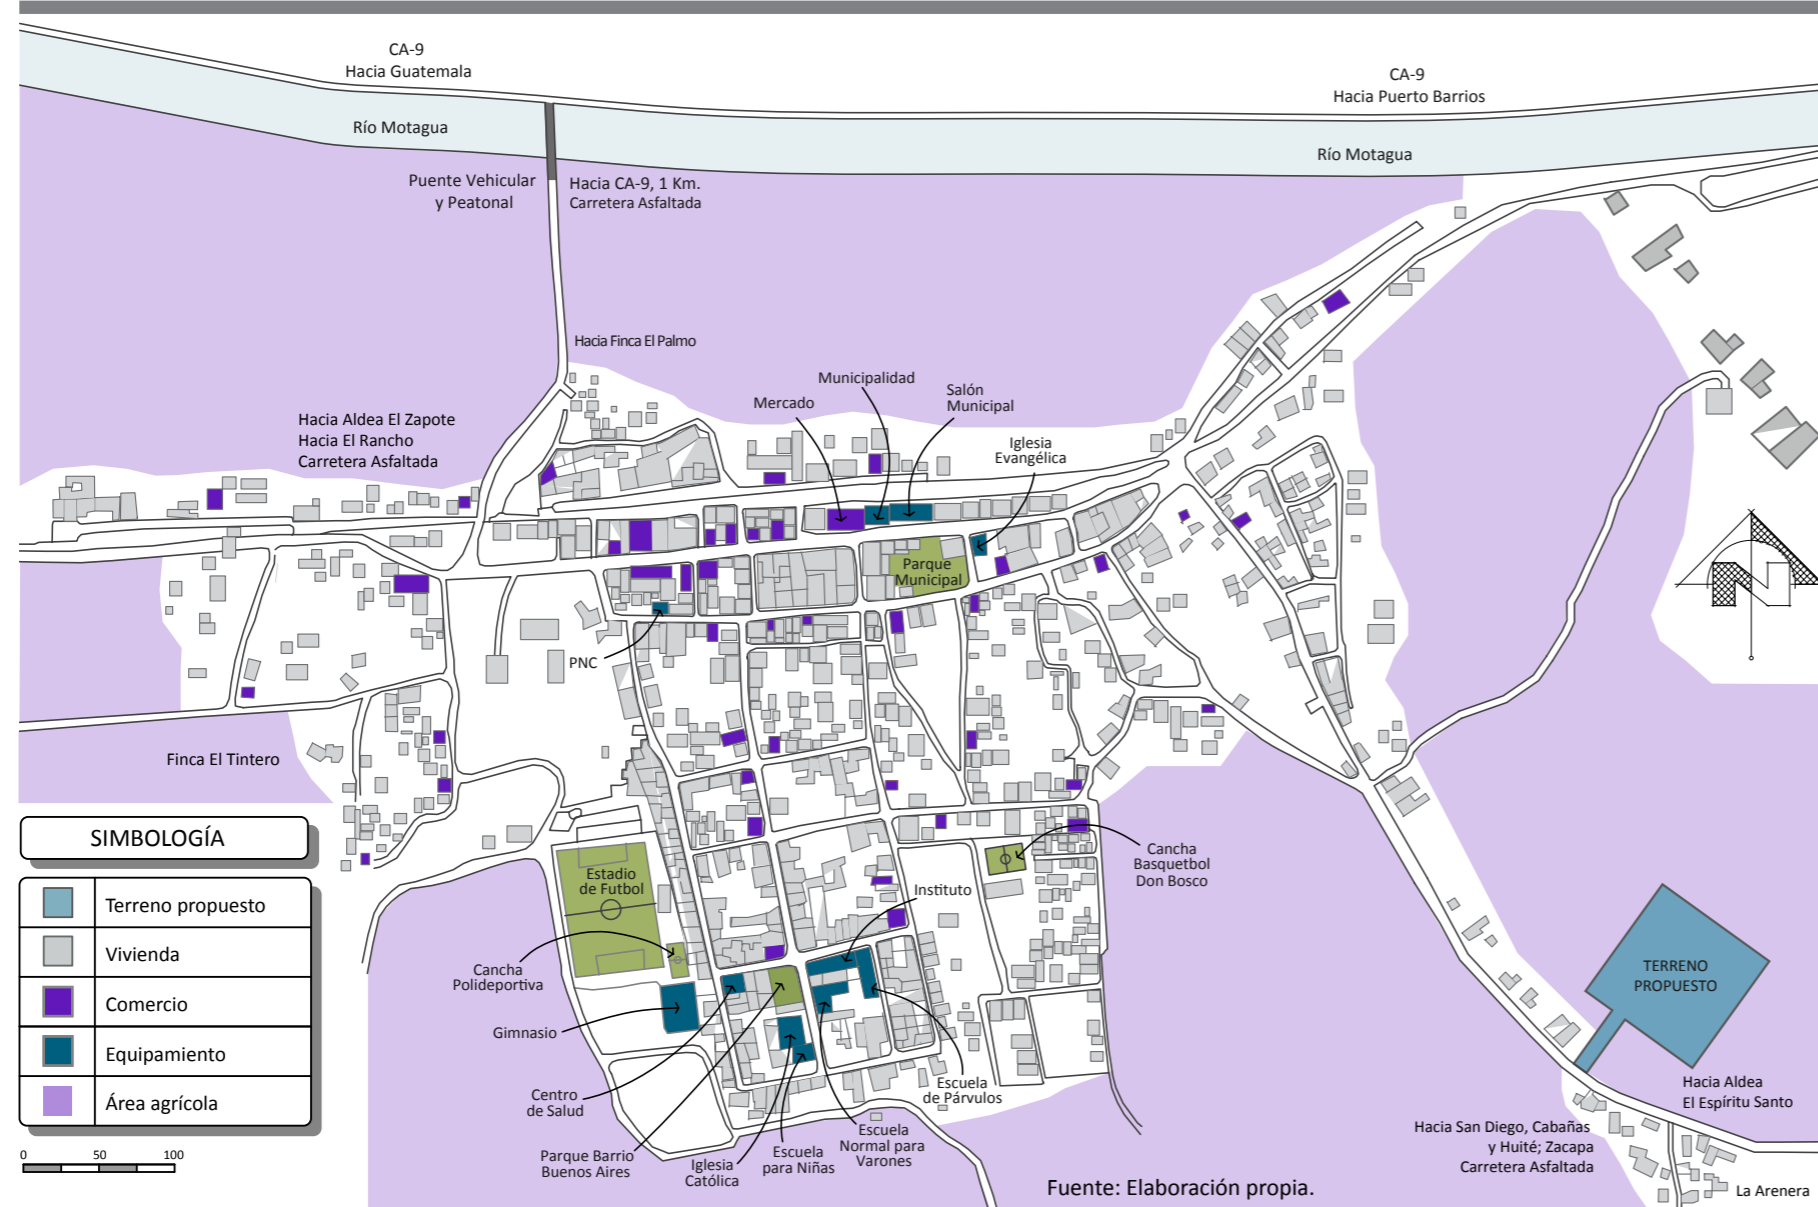 CA-9
Hacia Guatemala
CA-9
Hacia Puerto Barrios
Río Motagua
Río Motagua
Puente Vehicular
y Peatonal
Hacia CA-9, 1 Km.
Carretera Asfaltada
Hacia Finca El Palmo
Municipalidad
Mercado
Salón
Municipal
Iglesia
Evangélica
Hacia Aldea El Zapote
Hacia El Rancho
Carretera Asfaltada
Parque
Municipal
PNC
Finca El Tintero
SIMBOLOGÍA
Terreno propuesto
Vivienda
Comercio
Equipamiento
Área agrícola
0 50 100
Estadio
de Futbol
Cancha
Basquetbol
Don Bosco
Instituto
Cancha
Polideportiva
Gimnasio
TERRENO
PROPUESTO
Centro
de Salud
Escuela
de Párvulos
Parque Barrio
Buenos Aires
Iglesia
Católica
Escuela
para Niñas
Escuela
Normal para
Varones
Hacia Aldea
El Espíritu Santo
Hacia San Diego, Cabañas
y Huité; Zacapa
Carretera Asfaltada
La Arenera
Fuente: Elaboración propia.